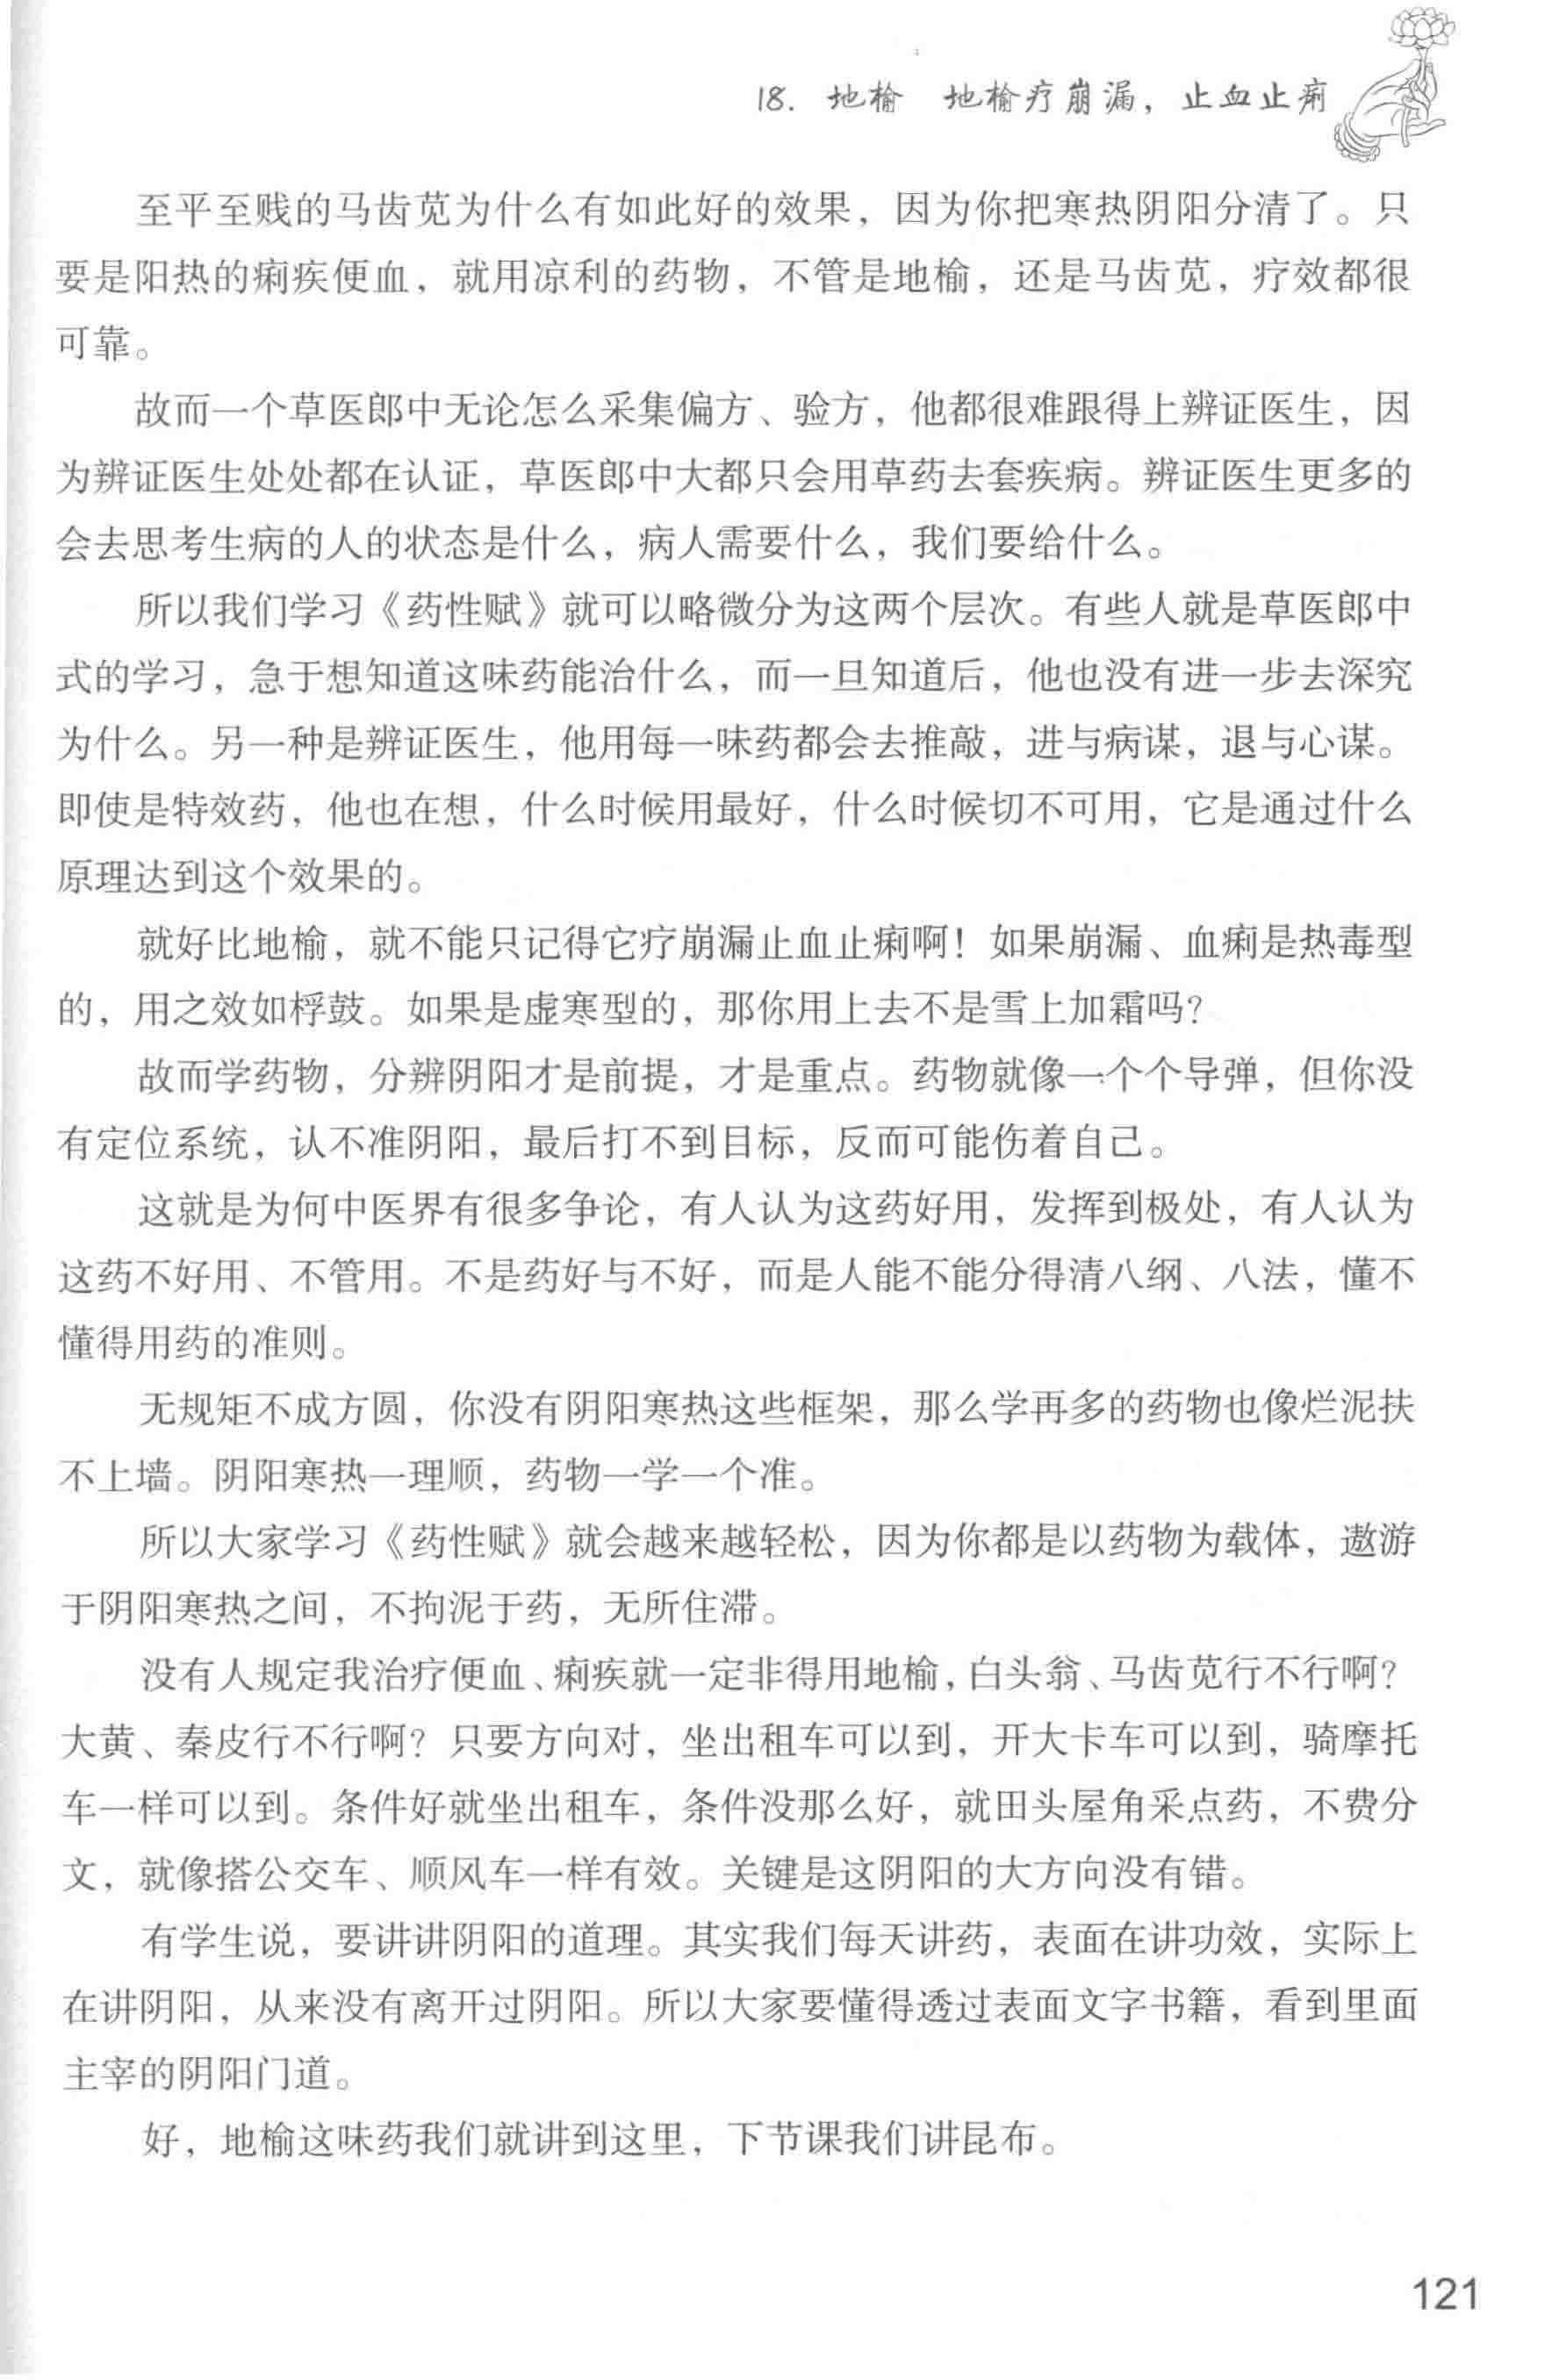 18. 地榆　地榆疗崩漏，止血止痢
至平至贱的马齿苋为什么有如此好的效果，因为你把寒热阴阳分清了。只
要是阳热的痢疾便血，就用凉利的药物，不管是地榆，还是马齿苋，疗效都很
可靠。
故而一个草医郎中无论怎么采集偏方、验方，他都很难跟得上辨证医生，因
为辨证医生处处都在认证，草医郎中大都只会用草药去套疾病。辨证医生更多的
会去思考生病的人的状态是什么，病人需要什么，我们要给什么。
所以我们学习《药性赋》就可以略微分为这两个层次。有些人就是草医郎中
式的学习，急于想知道这味药能治什么，而一旦知道后，他也没有进一步去深究
为什么。另一种是辨证医生，他用每一味药都会去推敲，进与病谋，退与心谋。
即使是特效药，他也在想，什么时候用最好，什么时候切不可用，它是通过什么
原理达到这个效果的。
就好比地榆，就不能只记得它疗崩漏止血止痢啊！如果崩漏、血痢是热毒型
的，用之效如桴鼓。如果是虚寒型的，那你用上去不是雪上加霜吗？
故而学药物，分辨阴阳才是前提，才是重点。药物就像一个个导弹，但你没
有定位系统，认不准阴阳，最后打不到目标，反而可能伤着自己。
这就是为何中医界有很多争论，有人认为这药好用，发挥到极处，有人认为
这药不好用、不管用。不是药好与不好，而是人能不能分得清八纲、八法，懂不
懂得用药的准则。
无规矩不成方圆，你没有阴阳寒热这些框架，那么学再多的药物也像烂泥扶
不上墙。阴阳寒热一理顺，药物一学一个准。
所以大家学习《药性赋》就会越来越轻松，因为你都是以药物为载体，遨游
于阴阳寒热之间，不拘泥于药，无所住滞。
没有人规定我治疗便血、痢疾就一定非得用地榆，白头翁、马齿苋行不行啊？
大黄、秦皮行不行啊？只要方向对，坐出租车可以到，开大卡车可以到，骑摩托
车一样可以到。条件好就坐出租车，条件没那么好，就田头屋角采点药，不费分
文，就像搭公交车、顺风车一样有效。关键是这阴阳的大方向没有错。
有学生说，要讲讲阴阳的道理。其实我们每天讲药，表面在讲功效，实际上
在讲阴阳，从来没有离开过阴阳。所以大家要懂得透过表面文字书籍，看到里面
主宰的阴阳门道。
好，地榆这味药我们就讲到这里，下节课我们讲昆布。
121